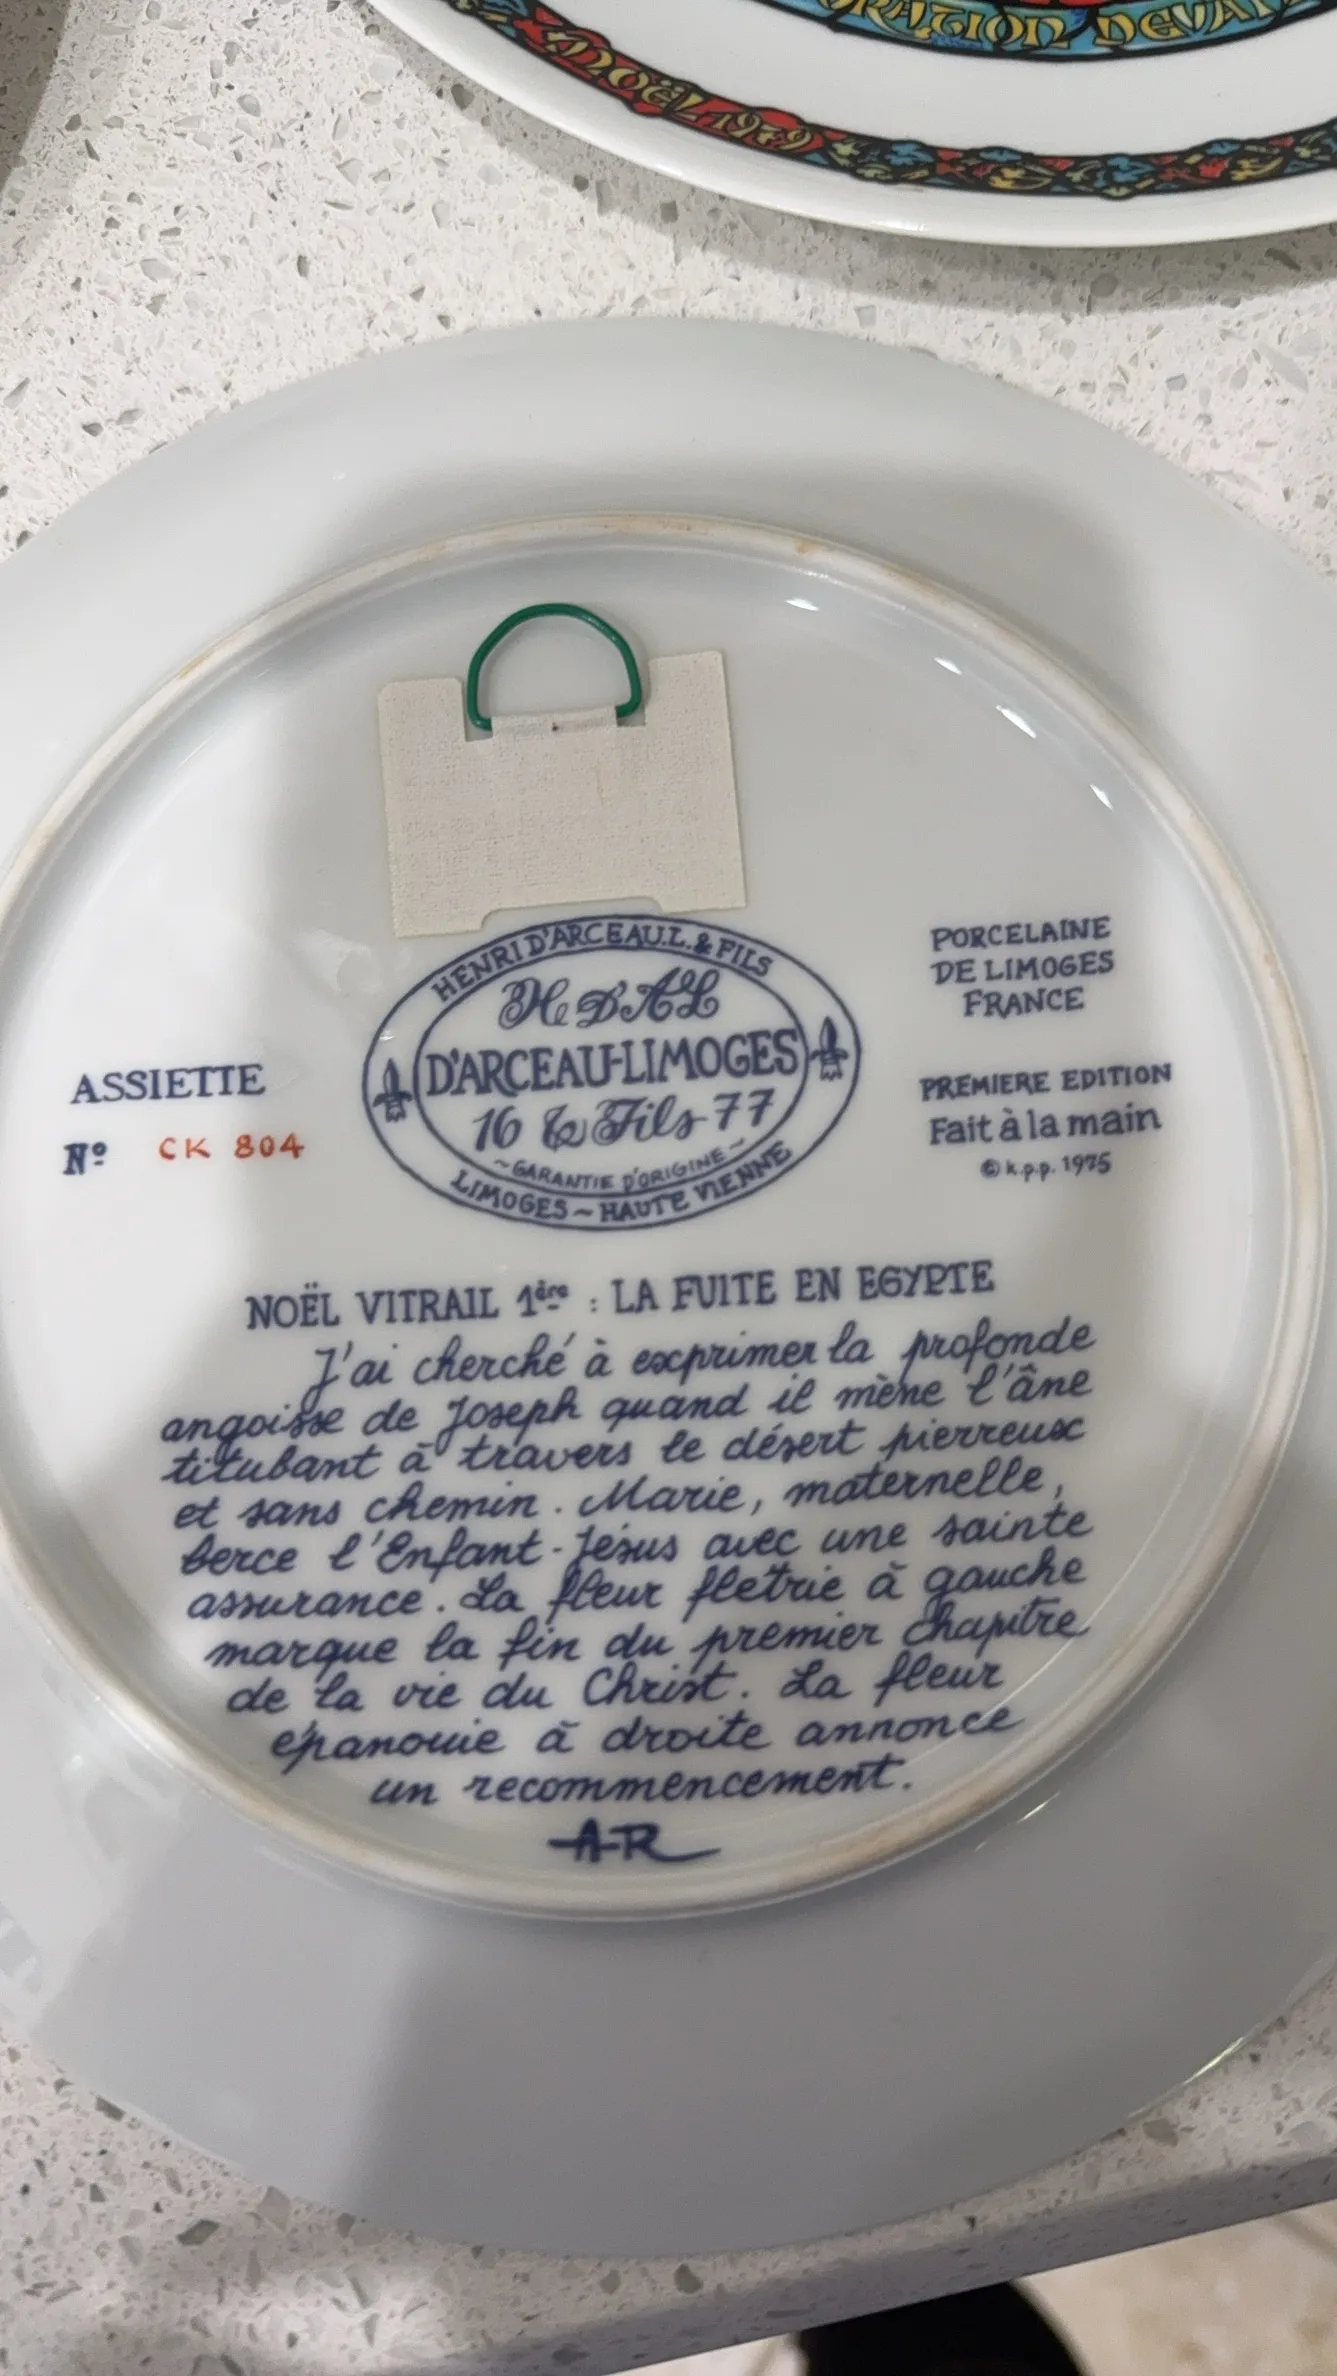 ORATION DEVAN
NOËL 1979
HENRI D'ARCEAU.L. & FILS
H D'AL
D'ARCEAU-LIMOGES
16 & Fils 77
~GARANTIE D'ORIGINE~
LIMOGES ~ HAUTE VIENNE
PORCELAINE
DE LIMOGES
FRANCE
ASSIETTE
Nº CK 804
PREMIERE EDITION
Fait à la main
© k.p.p. 1975
NOËL VITRAIL 1ère : LA FUITE EN EGYPTE
J'ai cherché à exprimer la profonde
angoisse de Joseph quand il mène l'âne
titubant à travers le désert pierreux
et sans chemin. Marie, maternelle,
berce l'Enfant-Jésus avec une sainte
assurance. La fleur flétrie à gauche
marque la fin du premier chapitre
de la vie du Christ. La fleur
épanouie à droite annonce
un recommencement.
A-R